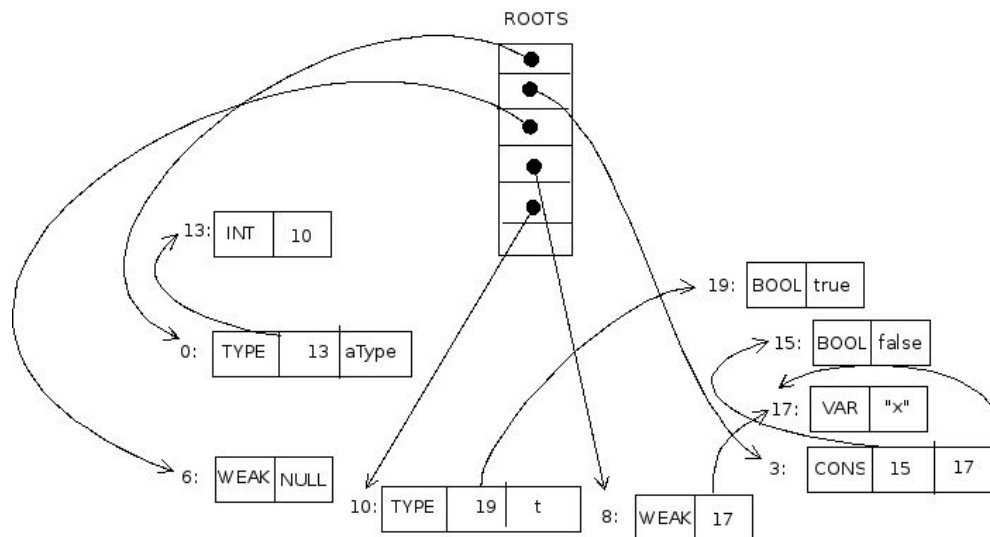 ROOTS
13: INT 10
19: BOOL true
0: TYPE 13 aType
15: BOOL false
17: VAR "x"
3: CONS 15 17
6: WEAK NULL
10: TYPE 19 t
8: WEAK 17